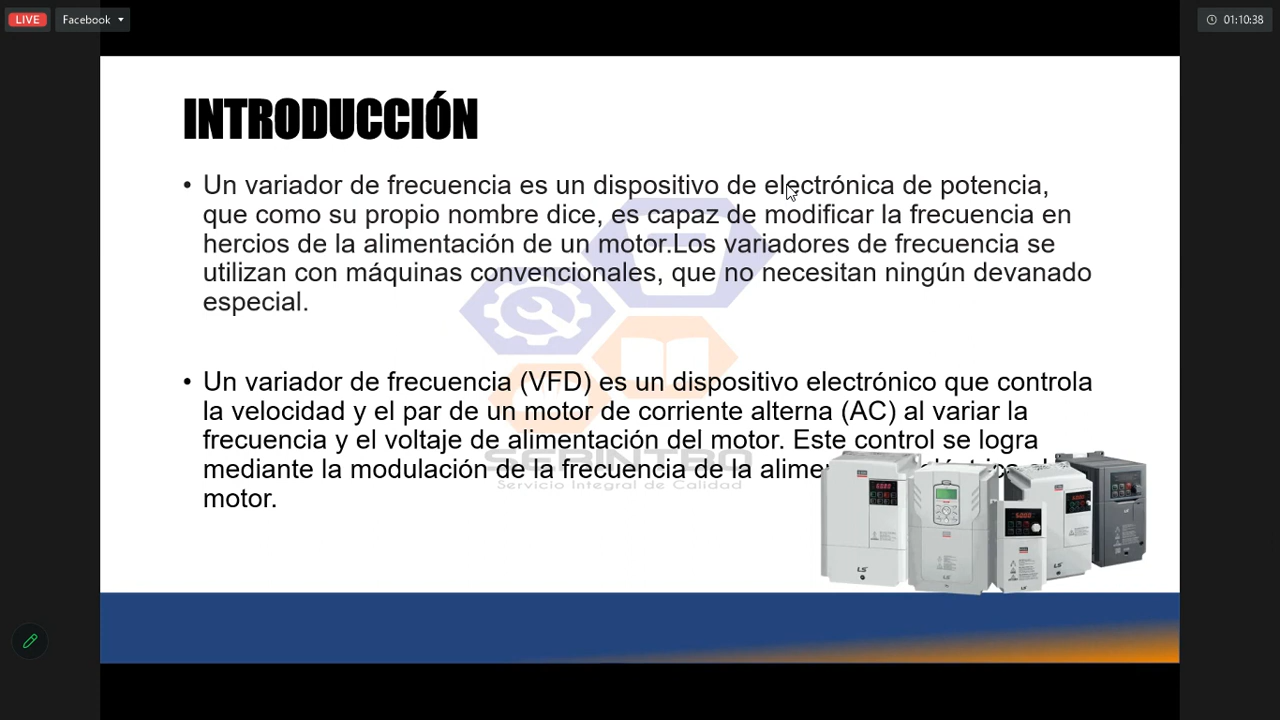 LIVE
Facebook
01:10:38
INTRODUCCIÓN
• Un variador de frecuencia es un dispositivo de electrónica de potencia,
que como su propio nombre dice, es capaz de modificar la frecuencia en
hercios de la alimentación de un motor.Los variadores de frecuencia se
utilizan con máquinas convencionales, que no necesitan ningún devanado
especial.
• Un variador de frecuencia (VFD) es un dispositivo electrónico que controla
la velocidad y el par de un motor de corriente alterna (AC) al variar la
frecuencia y el voltaje de alimentación del motor. Este control se logra
mediante la modulación de la frecuencia de la
motor.
Servicio Integral de Calidad
LS